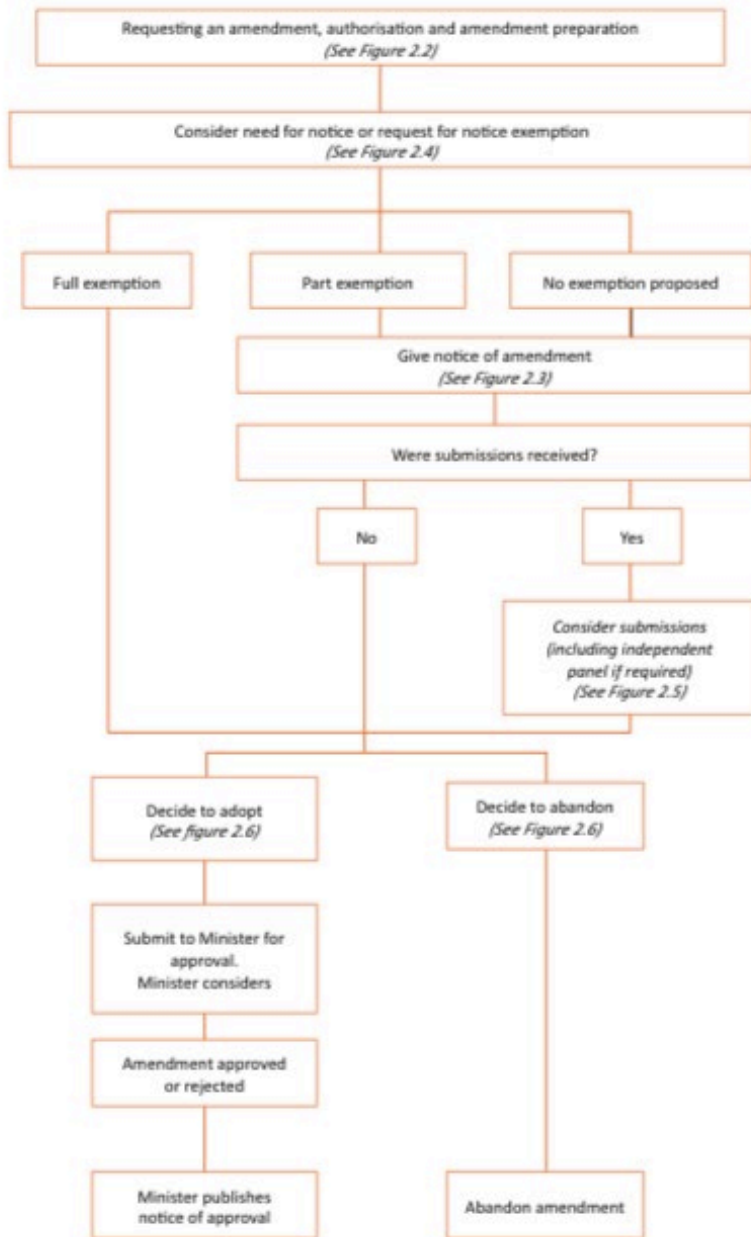 Requesting an amendment, authorisation and amendment preparation
(See Figure 2.2)
Consider need for notice or request for notice exemption
(See Figure 2.4)
Full exemption
Part exemption
No exemption proposed
Give notice of amendment
(See Figure 2.3)
Were submissions received?
No
Yes
Consider submissions
(including independent
panel if required)
(See Figure 2.5)
Decide to adopt
(See figure 2.6)
Decide to abandon
(See Figure 2.6)
Submit to Minister for
approval.
Minister considers
Amendment approved
or rejected
Minister publishes
notice of approval
Abandon amendment